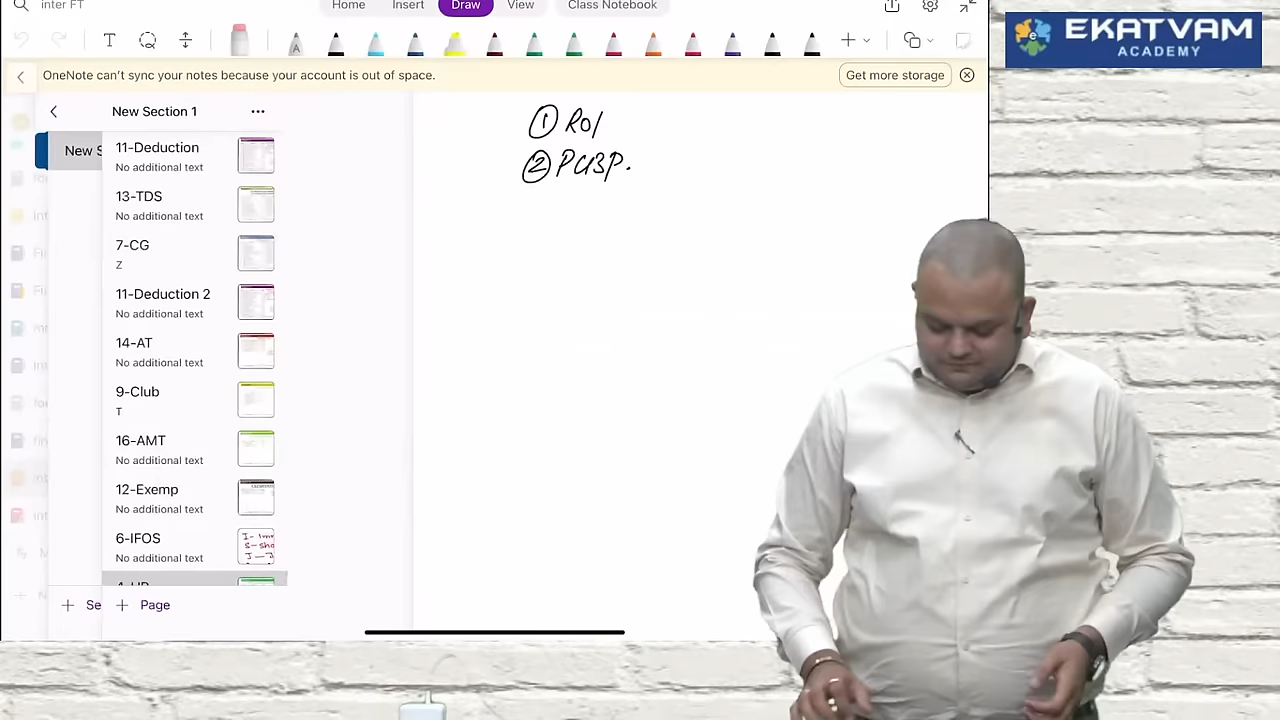 inter FT
Home Insert Draw View Class Notebook
EKATVAM
ACADEMY
OneNote can't sync your notes because your account is out of space.
Get more storage
New Section 1
New S
11-Deduction
No additional text
13-TDS
No additional text
7-CG
Z
11-Deduction 2
No additional text
14-AT
No additional text
9-Club
T
16-AMT
No additional text
12-Exemp
No additional text
6-IFOS
No additional text
+ Se + Page
① ROI
② PGBP.